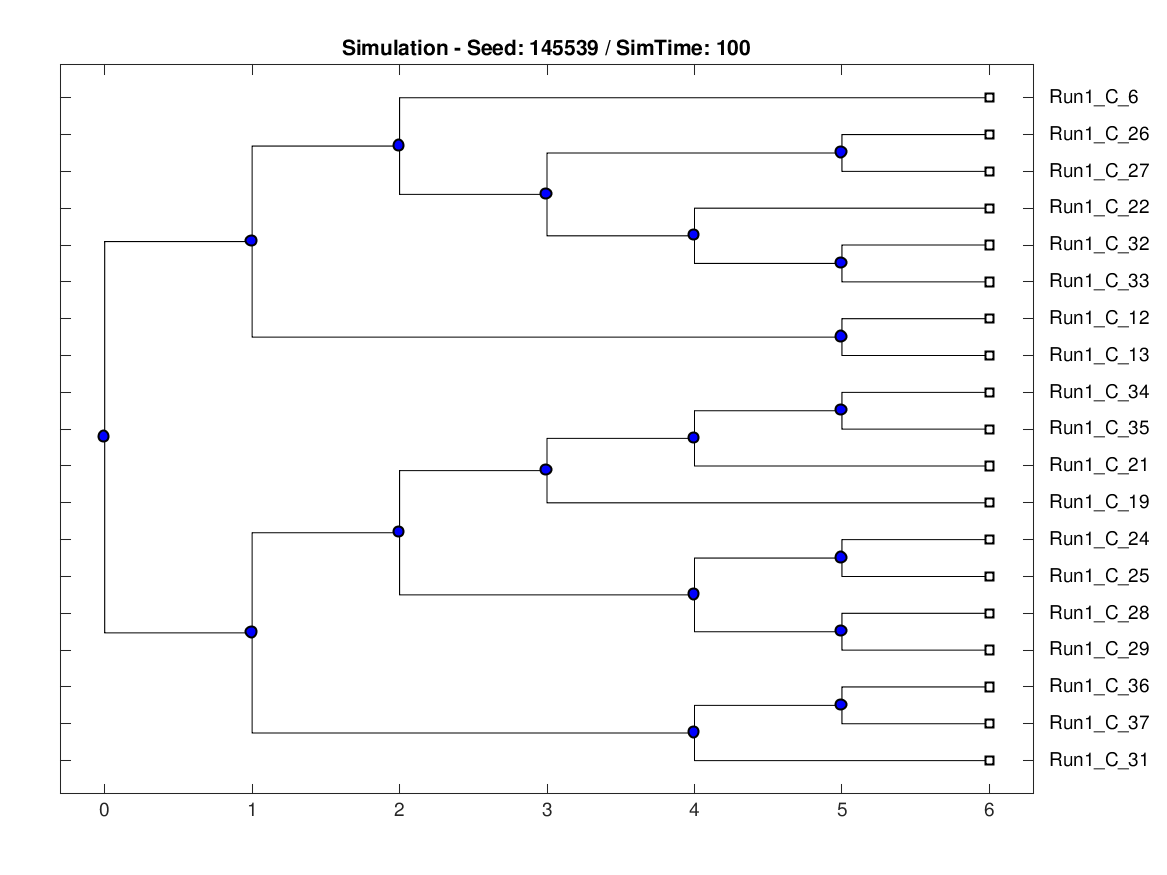 Simulation - Seed: 145539 / SimTime: 100
Run1_C_6
Run1_C_26
Run1_C_27
Run1_C_22
Run1_C_32
Run1_C_33
Run1_C_12
Run1_C_13
Run1_C_34
Run1_C_35
Run1_C_21
Run1_C_19
Run1_C_24
Run1_C_25
Run1_C_28
Run1_C_29
Run1_C_36
Run1_C_37
Run1_C_31
0 1 2 3 4 5 6